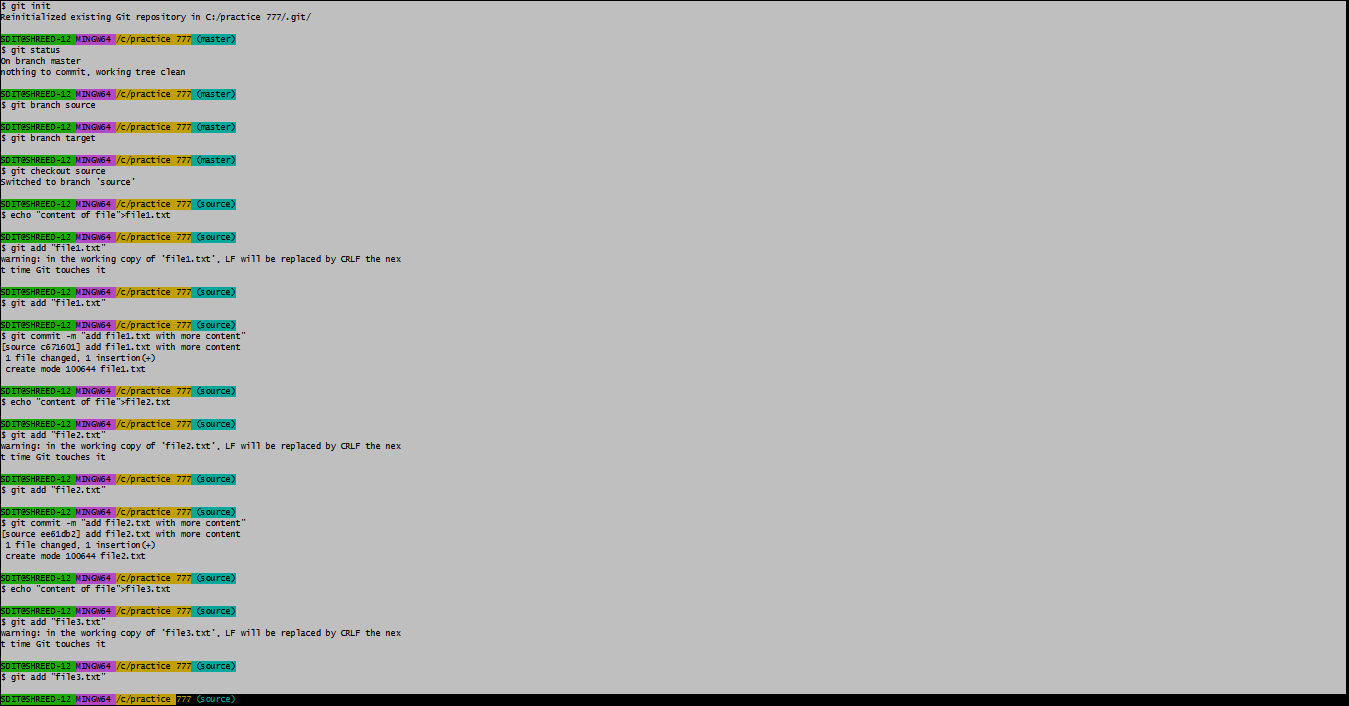 $ git init
Reinitialized existing Git repository in C:/practice 777/.git/
SDIT@SHREED-12 MINGW64 /c/practice 777 (master)
$ git status
On branch master
nothing to commit, working tree clean
SDIT@SHREED-12 MINGW64 /c/practice 777 (master)
$ git branch source
SDIT@SHREED-12 MINGW64 /c/practice 777 (master)
$ git branch target
SDIT@SHREED-12 MINGW64 /c/practice 777 (master)
$ git checkout source
Switched to branch 'source'
SDIT@SHREED-12 MINGW64 /c/practice 777 (source)
$ echo "content of file">file1.txt
SDIT@SHREED-12 MINGW64 /c/practice 777 (source)
$ git add "file1.txt"
warning: in the working copy of 'file1.txt', LF will be replaced by CRLF the nex
t time Git touches it
SDIT@SHREED-12 MINGW64 /c/practice 777 (source)
$ git add "file1.txt"
SDIT@SHREED-12 MINGW64 /c/practice 777 (source)
$ git commit -m "add file1.txt with more content"
[source c671601] add file1.txt with more content
 1 file changed, 1 insertion(+)
 create mode 100644 file1.txt
SDIT@SHREED-12 MINGW64 /c/practice 777 (source)
$ echo "content of file">file2.txt
SDIT@SHREED-12 MINGW64 /c/practice 777 (source)
$ git add "file2.txt"
warning: in the working copy of 'file2.txt', LF will be replaced by CRLF the nex
t time Git touches it
SDIT@SHREED-12 MINGW64 /c/practice 777 (source)
$ git add "file2.txt"
SDIT@SHREED-12 MINGW64 /c/practice 777 (source)
$ git commit -m "add file2.txt with more content"
[source ee61db2] add file2.txt with more content
 1 file changed, 1 insertion(+)
 create mode 100644 file2.txt
SDIT@SHREED-12 MINGW64 /c/practice 777 (source)
$ echo "content of file">file3.txt
SDIT@SHREED-12 MINGW64 /c/practice 777 (source)
$ git add "file3.txt"
warning: in the working copy of 'file3.txt', LF will be replaced by CRLF the nex
t time Git touches it
SDIT@SHREED-12 MINGW64 /c/practice 777 (source)
$ git add "file3.txt"
SDIT@SHREED-12 MINGW64 /c/practice 777 (source)